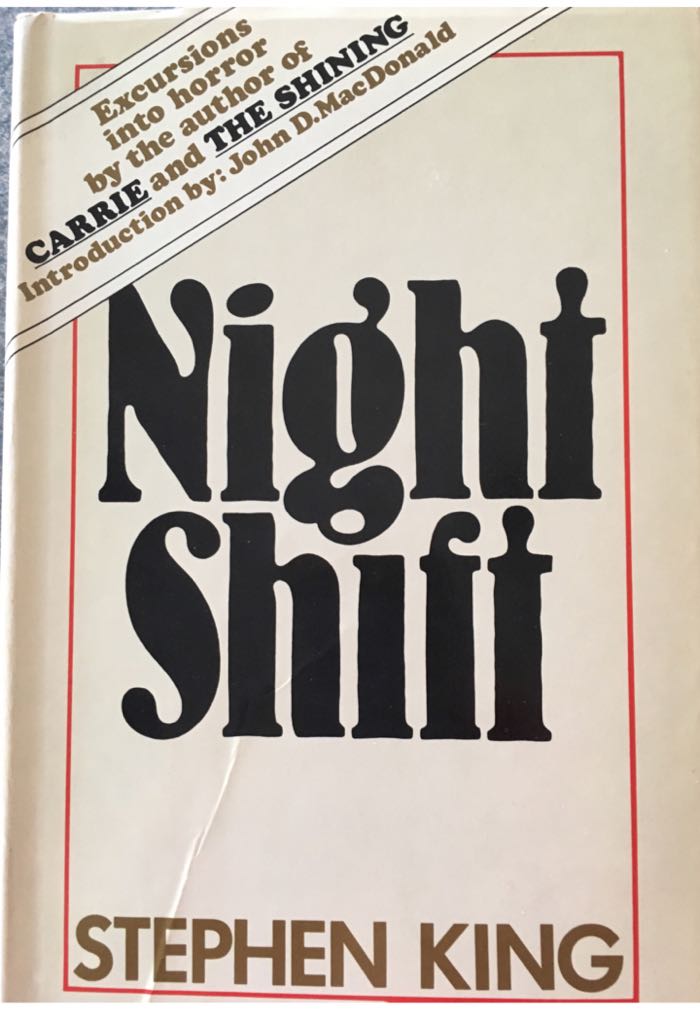 Excursions
into horror
by the author of
CARRIE and THE SHINING
Introduction by: John D. MacDonald
Night
Shift
STEPHEN KING